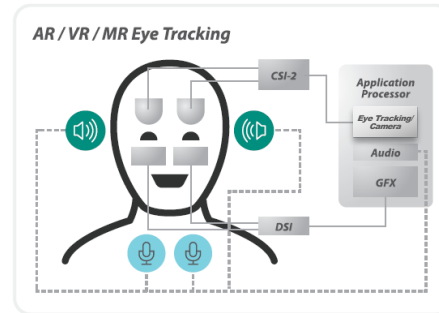 AR / VR / MR Eye Tracking
CSI-2
Application
Processor
Eye Tracking/
Camera
Audio
GFX
DSI